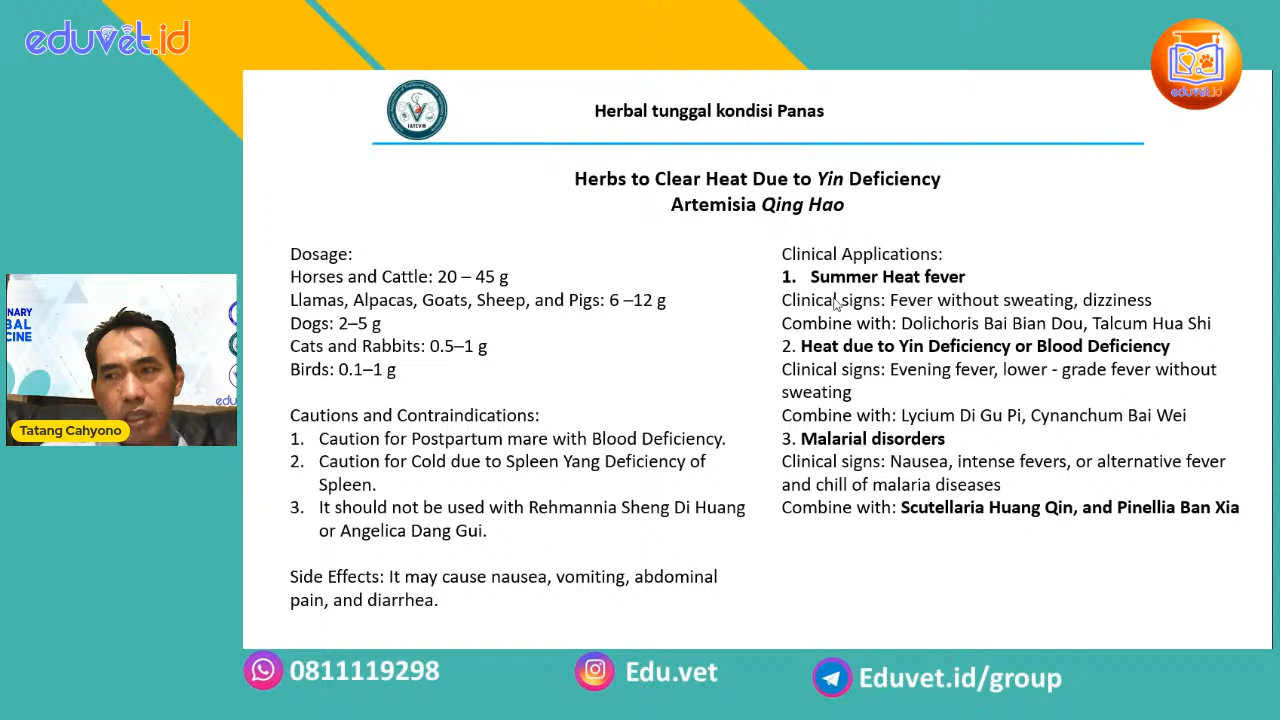 eduvet.id
eduvet.id
IATCVM
Herbal tunggal kondisi Panas
Herbs to Clear Heat Due to Yin Deficiency
Artemisia Qing Hao
Dosage:
Horses and Cattle: 20 – 45 g
Llamas, Alpacas, Goats, Sheep, and Pigs: 6 –12 g
Dogs: 2–5 g
Cats and Rabbits: 0.5–1 g
Birds: 0.1–1 g
Cautions and Contraindications:
1. Caution for Postpartum mare with Blood Deficiency.
2. Caution for Cold due to Spleen Yang Deficiency of
Spleen.
3. It should not be used with Rehmannia Sheng Di Huang
or Angelica Dang Gui.
Side Effects: It may cause nausea, vomiting, abdominal
pain, and diarrhea.
Clinical Applications:
1. Summer Heat fever
Clinical signs: Fever without sweating, dizziness
Combine with: Dolichoris Bai Bian Dou, Talcum Hua Shi
2. Heat due to Yin Deficiency or Blood Deficiency
Clinical signs: Evening fever, lower - grade fever without
sweating
Combine with: Lycium Di Gu Pi, Cynanchum Bai Wei
3. Malarial disorders
Clinical signs: Nausea, intense fevers, or alternative fever
and chill of malaria diseases
Combine with: Scutellaria Huang Qin, and Pinellia Ban Xia
NARY
BAL
CINE
edu
Tatang Cahyono
0811119298
Edu.vet
Eduvet.id/group